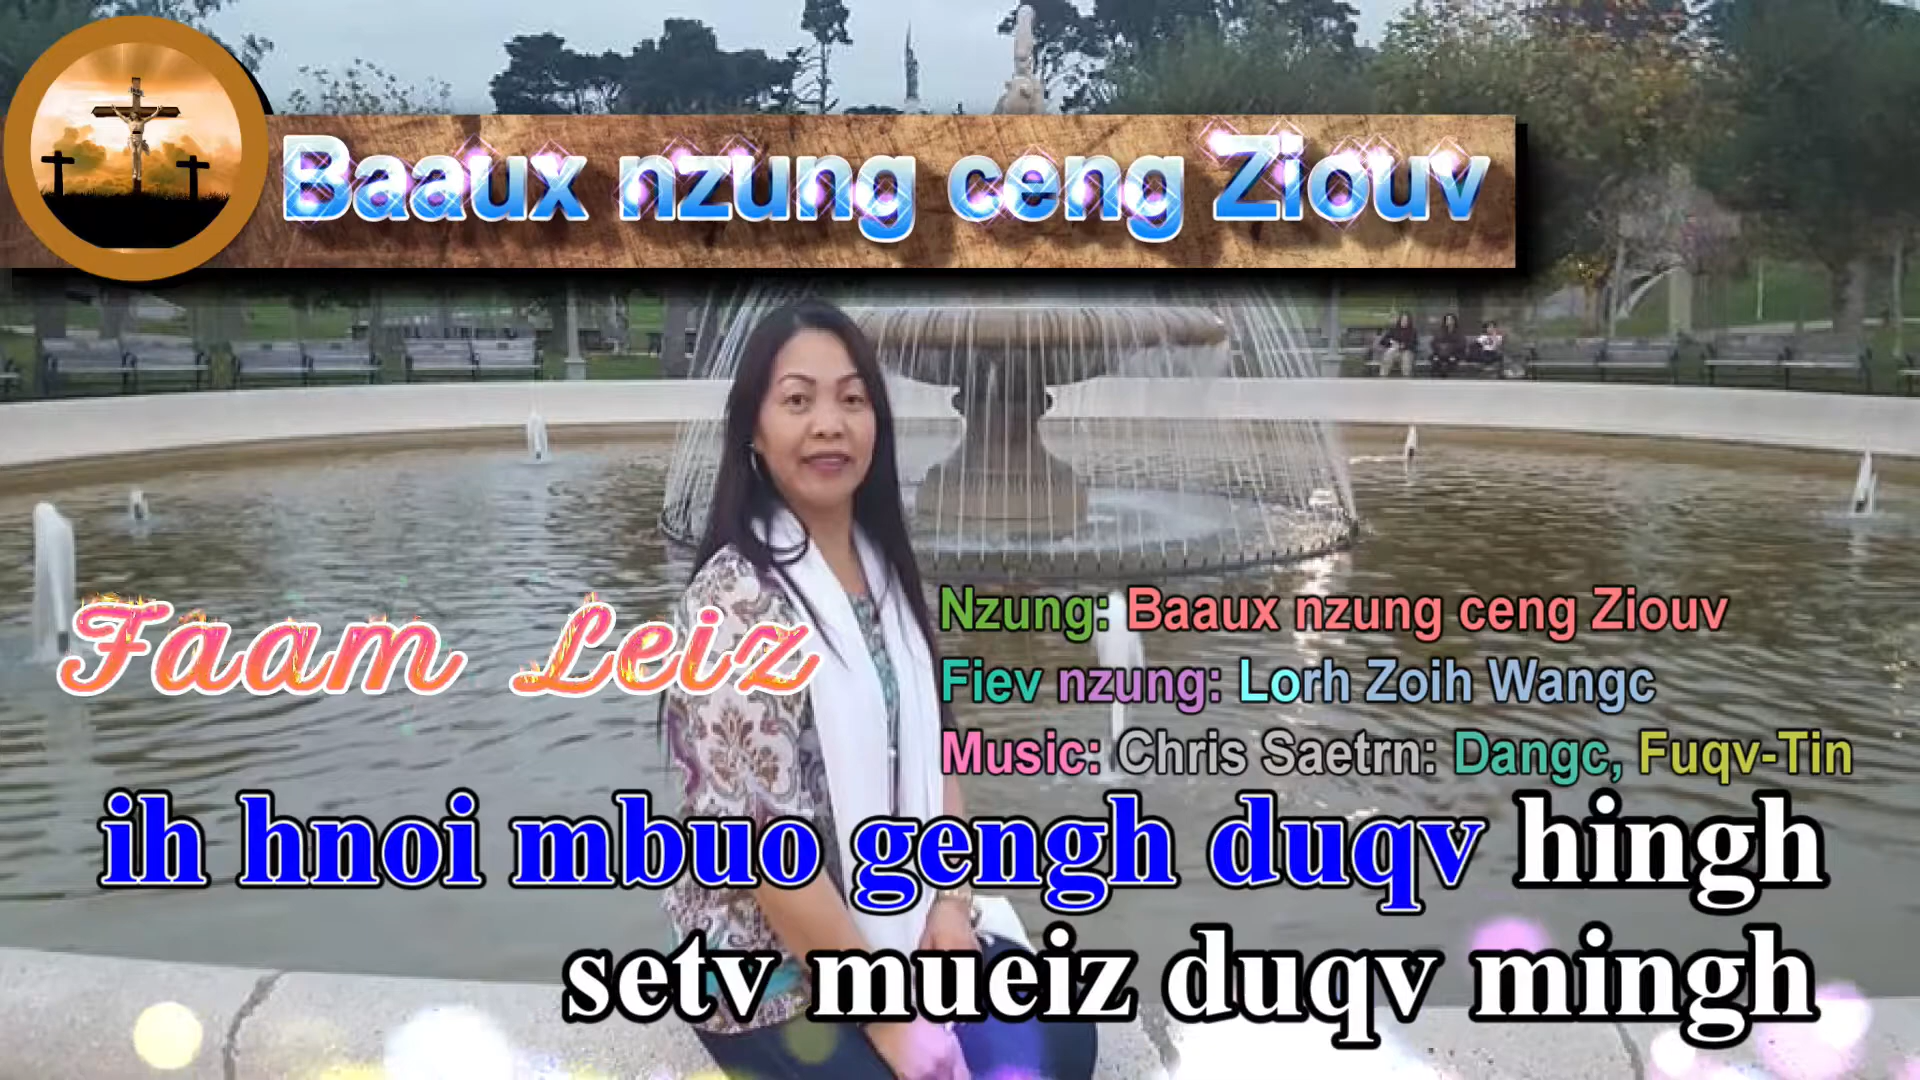 Baaux nzung ceng Ziouv
Faam Leiz
Nzung: Baaux nzung ceng Ziouv
Fiev nzung: Lorh Zoih Wangc
Music: Chris Saetrn: Dangc, Fuqv-Tin
ih hnoi mbuo gengh duqv hingh
setv mueiz duqv mingh